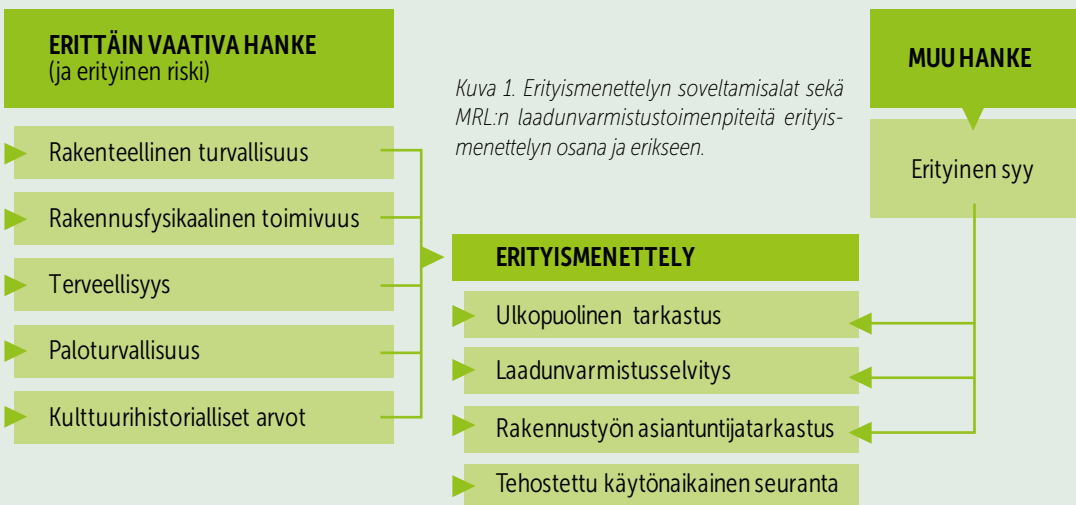 ERITTÄIN VAATIVA HANKE
(ja erityinen riski)
Rakenteellinen turvallisuus
Rakennusfysikaalinen toimivuus
Terveellisyys
Paloturvallisuus
Kulttuurihistorialliset arvot
Kuva 1. Erityismenettelyn soveltamisalat sekä
MRL:n laadunvarmistustoimenpiteitä erityis-
menettelyn osana ja erikseen.
ERITYISMENETTELY
Ulkopuolinen tarkastus
Laadunvarmistusselvitys
Rakennustyön asiantuntijatarkastus
Tehostettu käytönaikainen seuranta
MUU HANKE
Erityinen syy